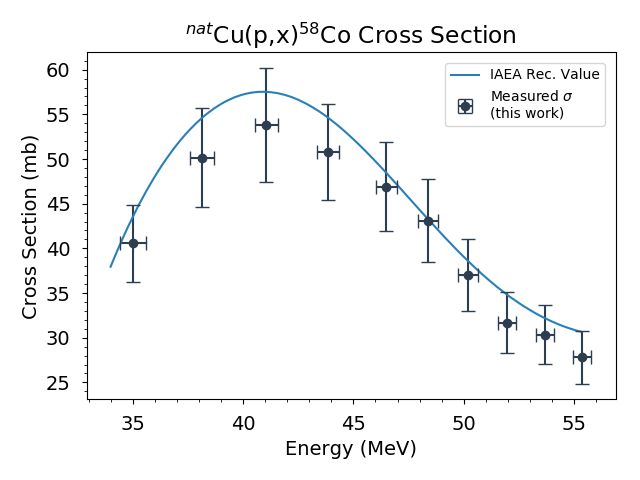 natCu(p,x)58Co Cross Section
IAEA Rec. Value
Measured σ
(this work)
Cross Section (mb)
60
55
50
45
40
35
30
25
35 40 45 50 55
Energy (MeV)